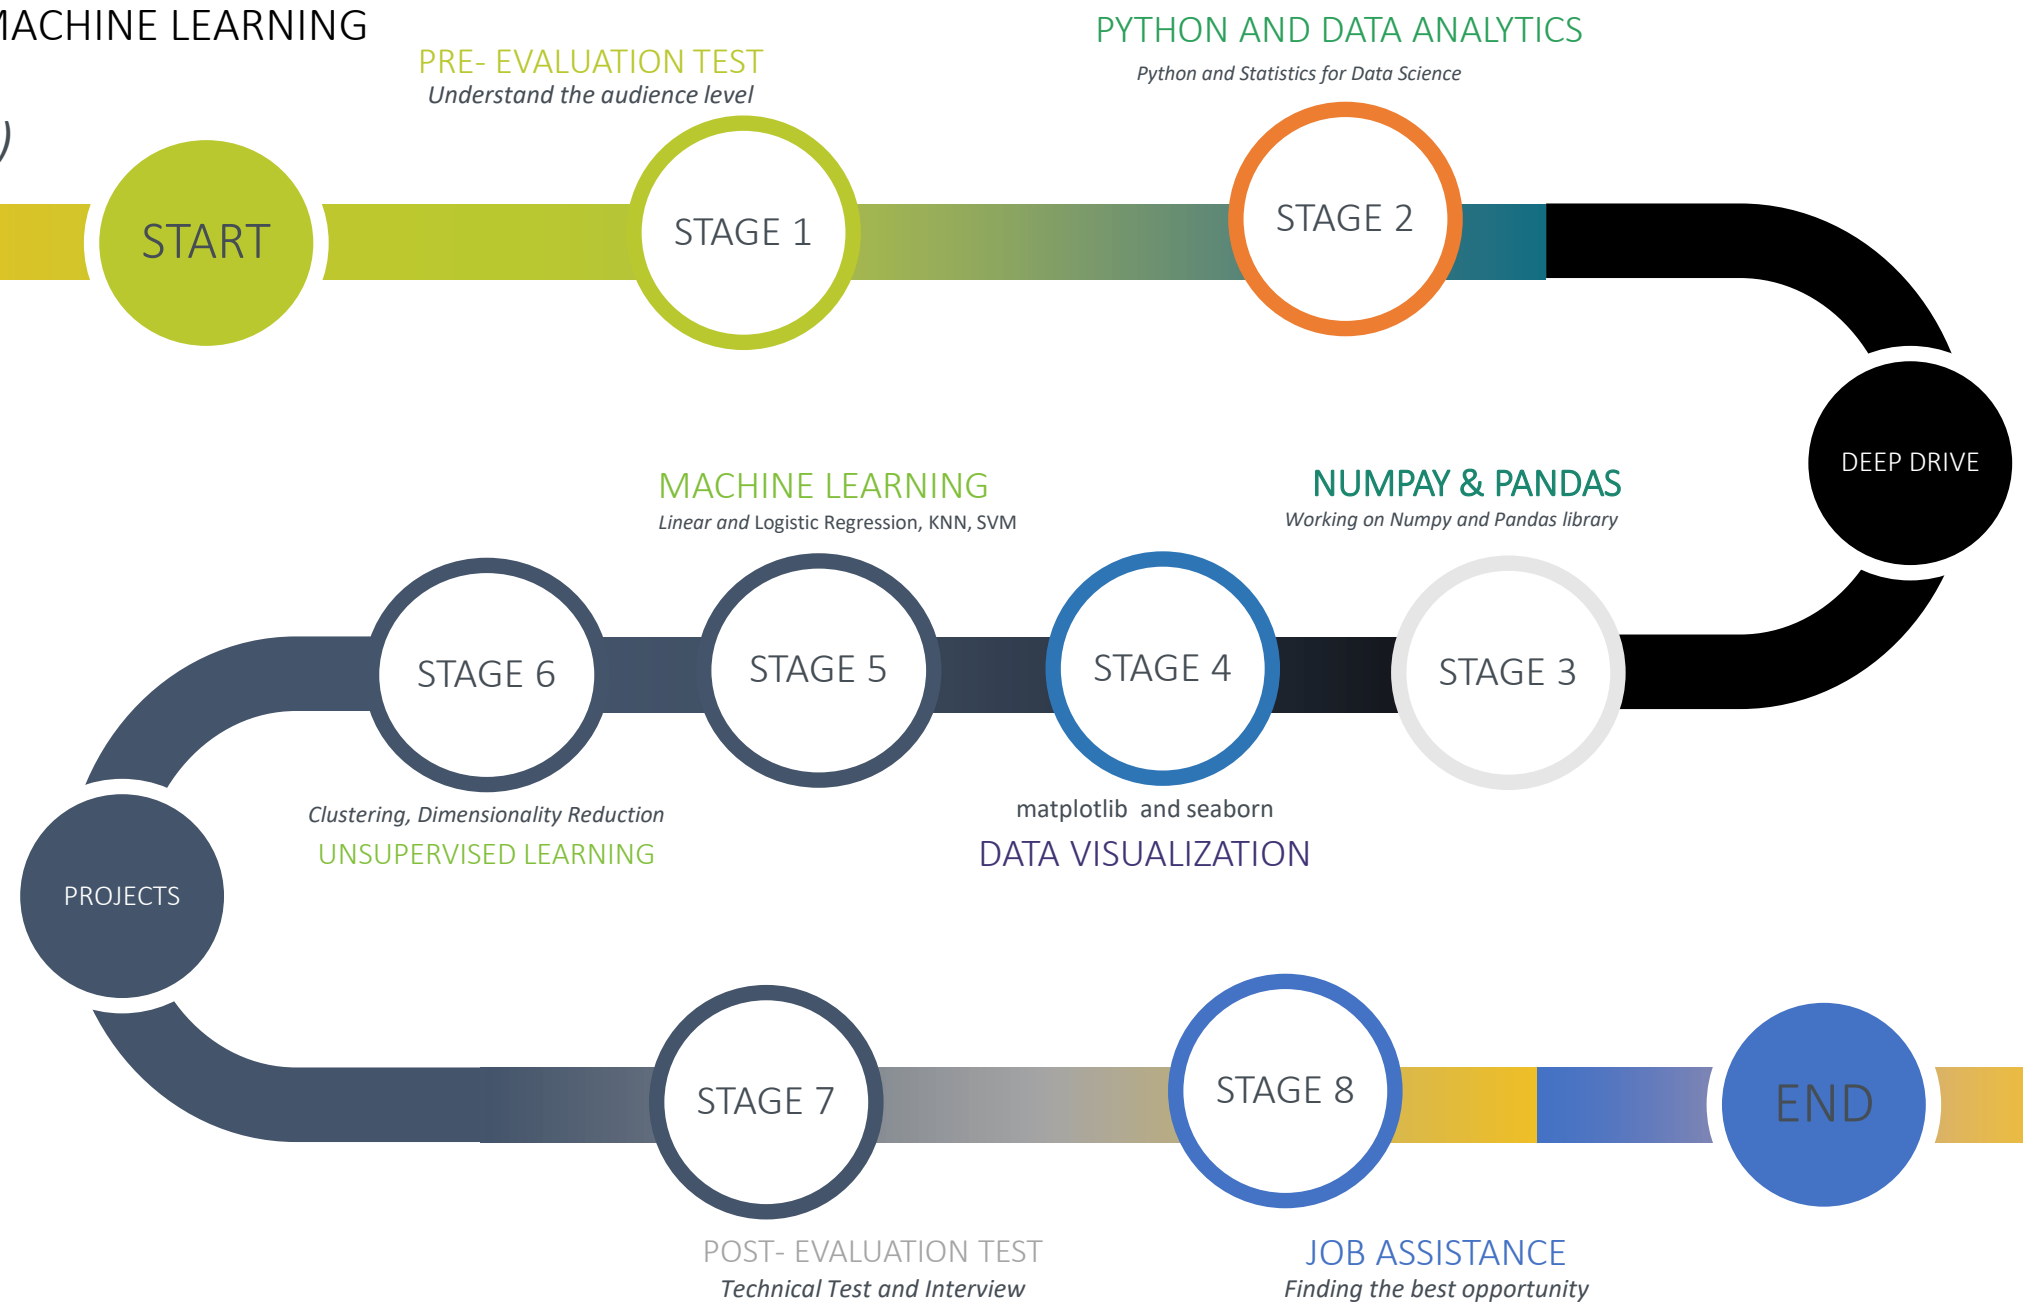 MACHINE LEARNING
PRE- EVALUATION TEST
Understand the audience level
PYTHON AND DATA ANALYTICS
Python and Statistics for Data Science
)
START
STAGE 1
STAGE 2
DEEP DRIVE
MACHINE LEARNING
Linear and Logistic Regression, KNN, SVM
NUMPAY & PANDAS
Working on Numpy and Pandas library
STAGE 6
STAGE 5
STAGE 4
STAGE 3
Clustering, Dimensionality Reduction
UNSUPERVISED LEARNING
matplotlib and seaborn
DATA VISUALIZATION
PROJECTS
STAGE 7
STAGE 8
END
POST- EVALUATION TEST
Technical Test and Interview
JOB ASSISTANCE
Finding the best opportunity